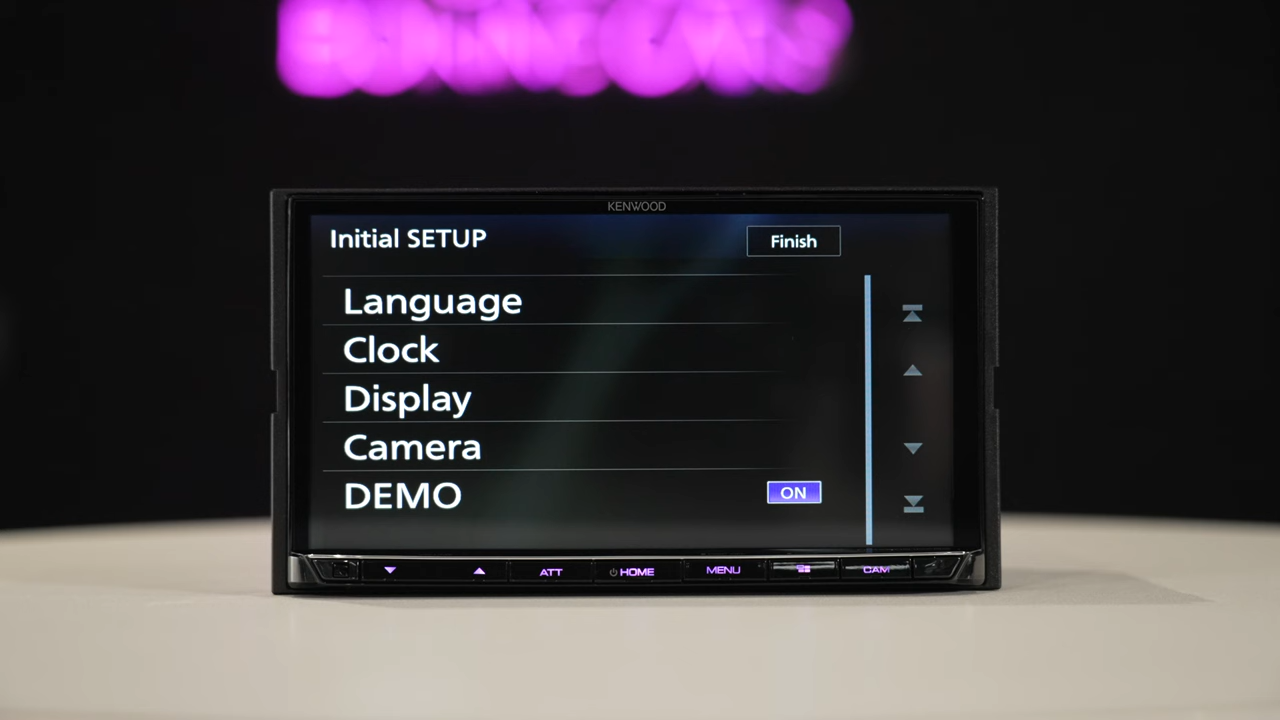 KENWOOD
Initial SETUP
Finish
Language
Clock
Display
Camera
DEMO
ON
ATT
HOME
MENU
CAM